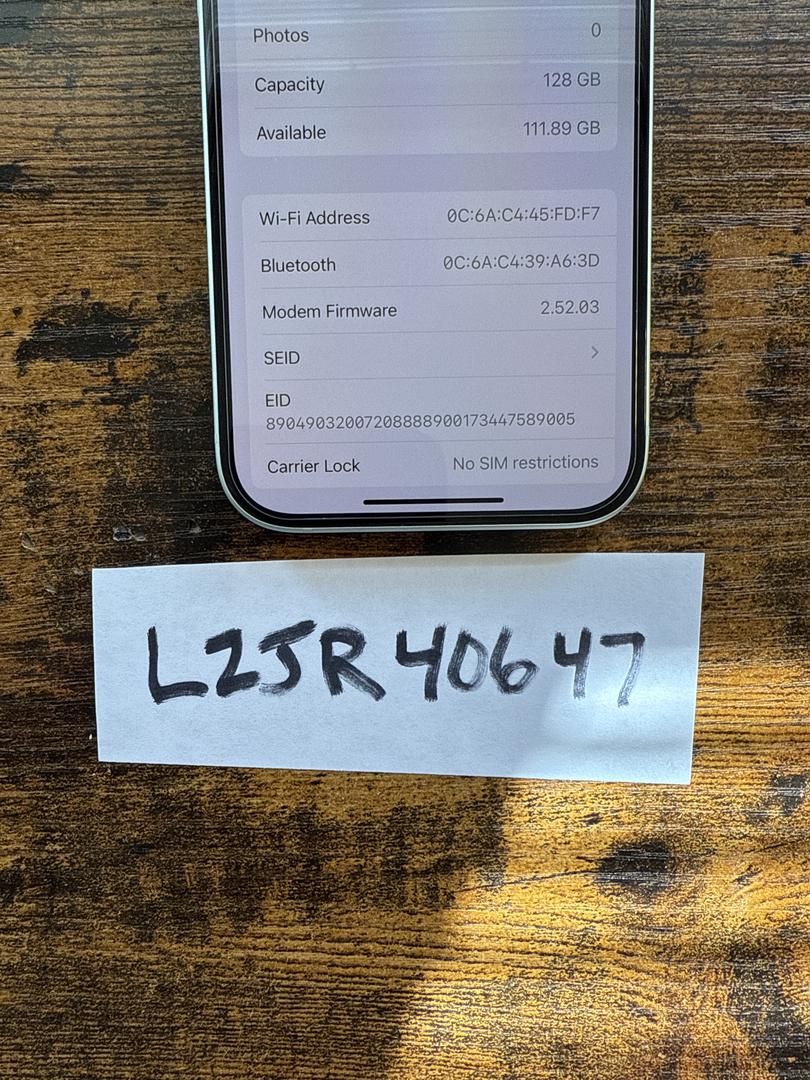 Photos 0
Capacity 128 GB
Available 111.89 GB
Wi-Fi Address 0C:6A:C4:45:FD:F7
Bluetooth 0C:6A:C4:39:A6:3D
Modem Firmware 2.52.03
SEID
EID
89049032007208888900173447589005
Carrier Lock No SIM restrictions
LZJR40647